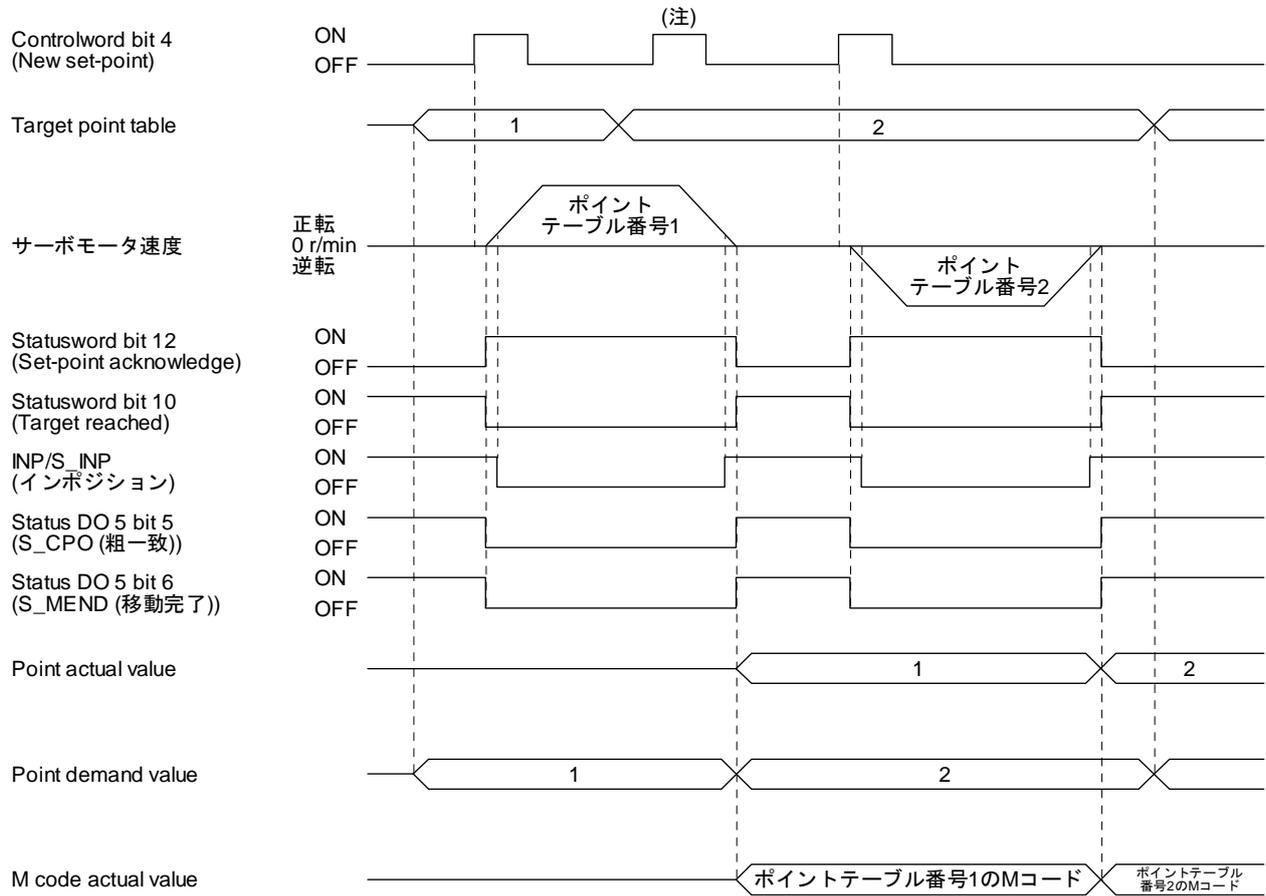 (注)
Controlword bit 4
(New set-point)
ON
OFF
Target point table
1
2
サーボモータ速度
正転
0 r/min
逆転
ポイント
テーブル番号1
ポイント
テーブル番号2
Statusword bit 12
(Set-point acknowledge)
ON
OFF
Statusword bit 10
(Target reached)
ON
OFF
INP/S_INP
(インポジション)
ON
OFF
Status DO 5 bit 5
(S_CPO (粗一致))
ON
OFF
Status DO 5 bit 6
(S_MEND (移動完了))
ON
OFF
Point actual value
1
2
Point demand value
1
2
M code actual value
ポイントテーブル番号1のMコード
ポイントテーブル
番号2のMコード